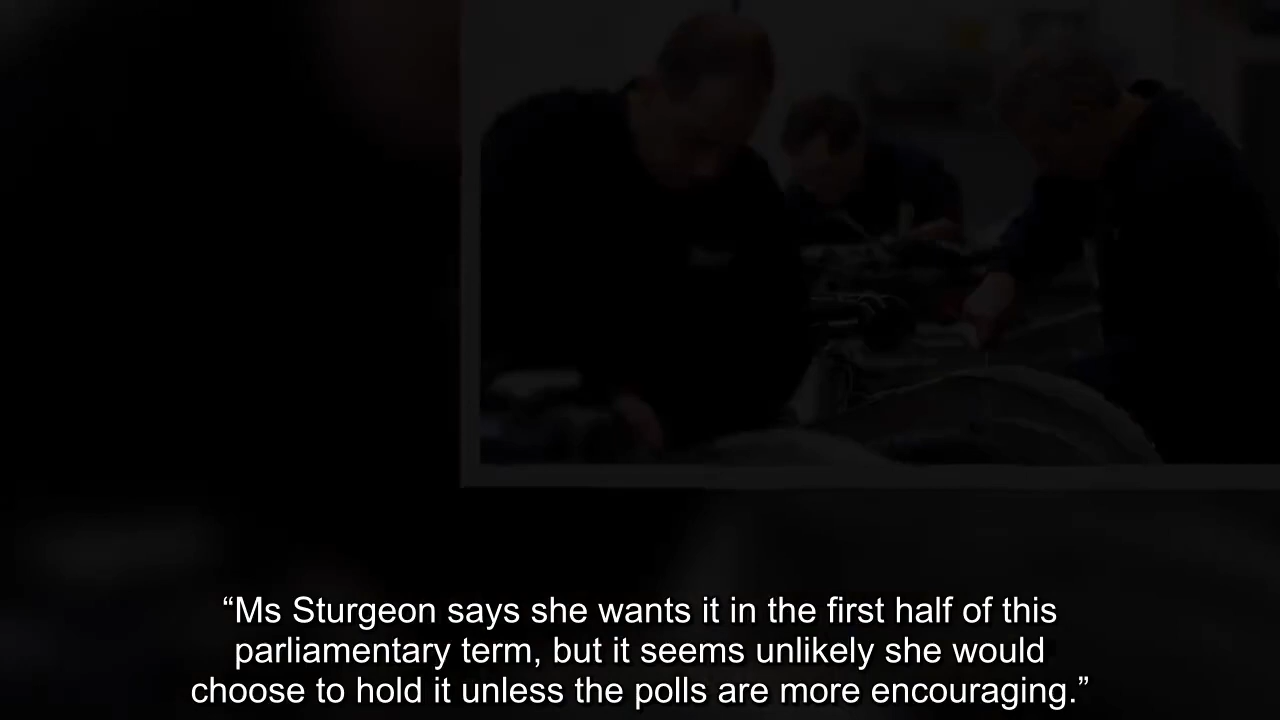 “Ms Sturgeon says she wants it in the first half of this
parliamentary term, but it seems unlikely she would
choose to hold it unless the polls are more encouraging.”